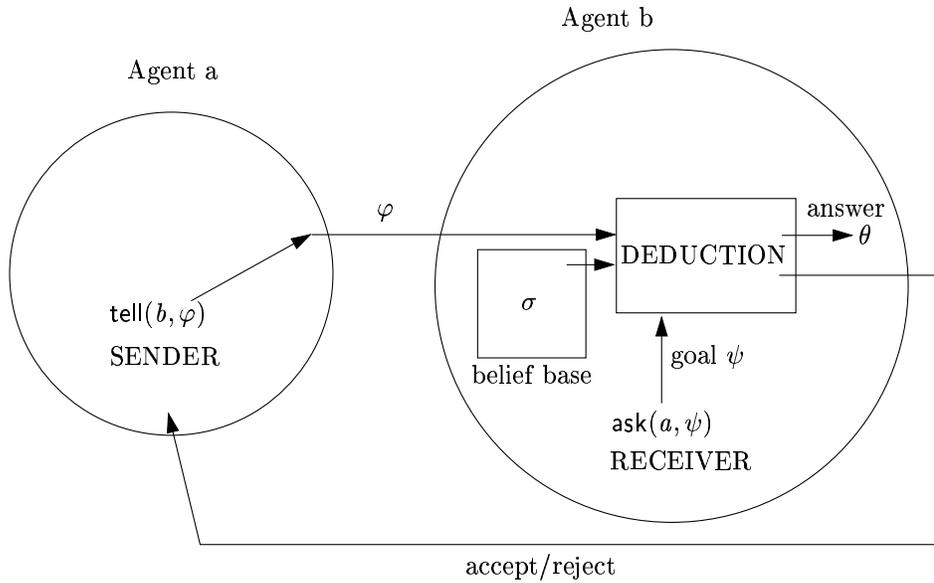 Agent b
Agent a
φ
answer
θ
DEDUCTION
σ
tell(b, φ)
SENDER
goal ψ
belief base
ask(a, ψ)
RECEIVER
accept/reject